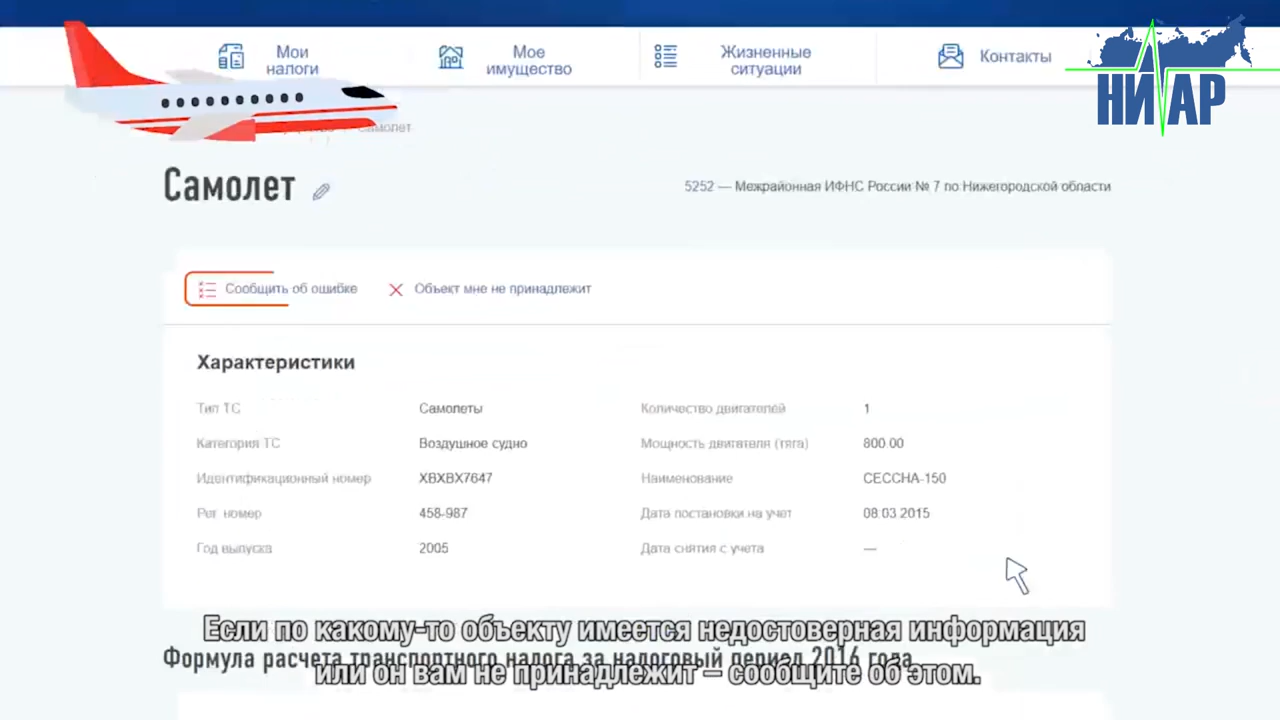 Мои
налоги
Мое
имущество
Жизненные
ситуации
Контакты
НИАР
Самолет
Самолет
5252 — Межрайонная ИФНС России № 7 по Нижегородской области
Сообщить об ошибке
Объект мне не принадлежит
Характеристики
Тип ТС Самолеты Количество двигателей 1
Категория ТС Воздушное судно Мощность двигателя (тяга) 800.00
Идентификационный номер XBXBX7647 Наименование СЕССНА-150
Рег. номер 458-987 Дата постановки на учет 08.03.2015
Год выпуска 2005 Дата снятия с учета —
Если по какому-то объекту имеется недостоверная информация
Формула расчета транспортного налога за налоговый период 2016 года
или он вам не принадлежит – сообщите об этом.